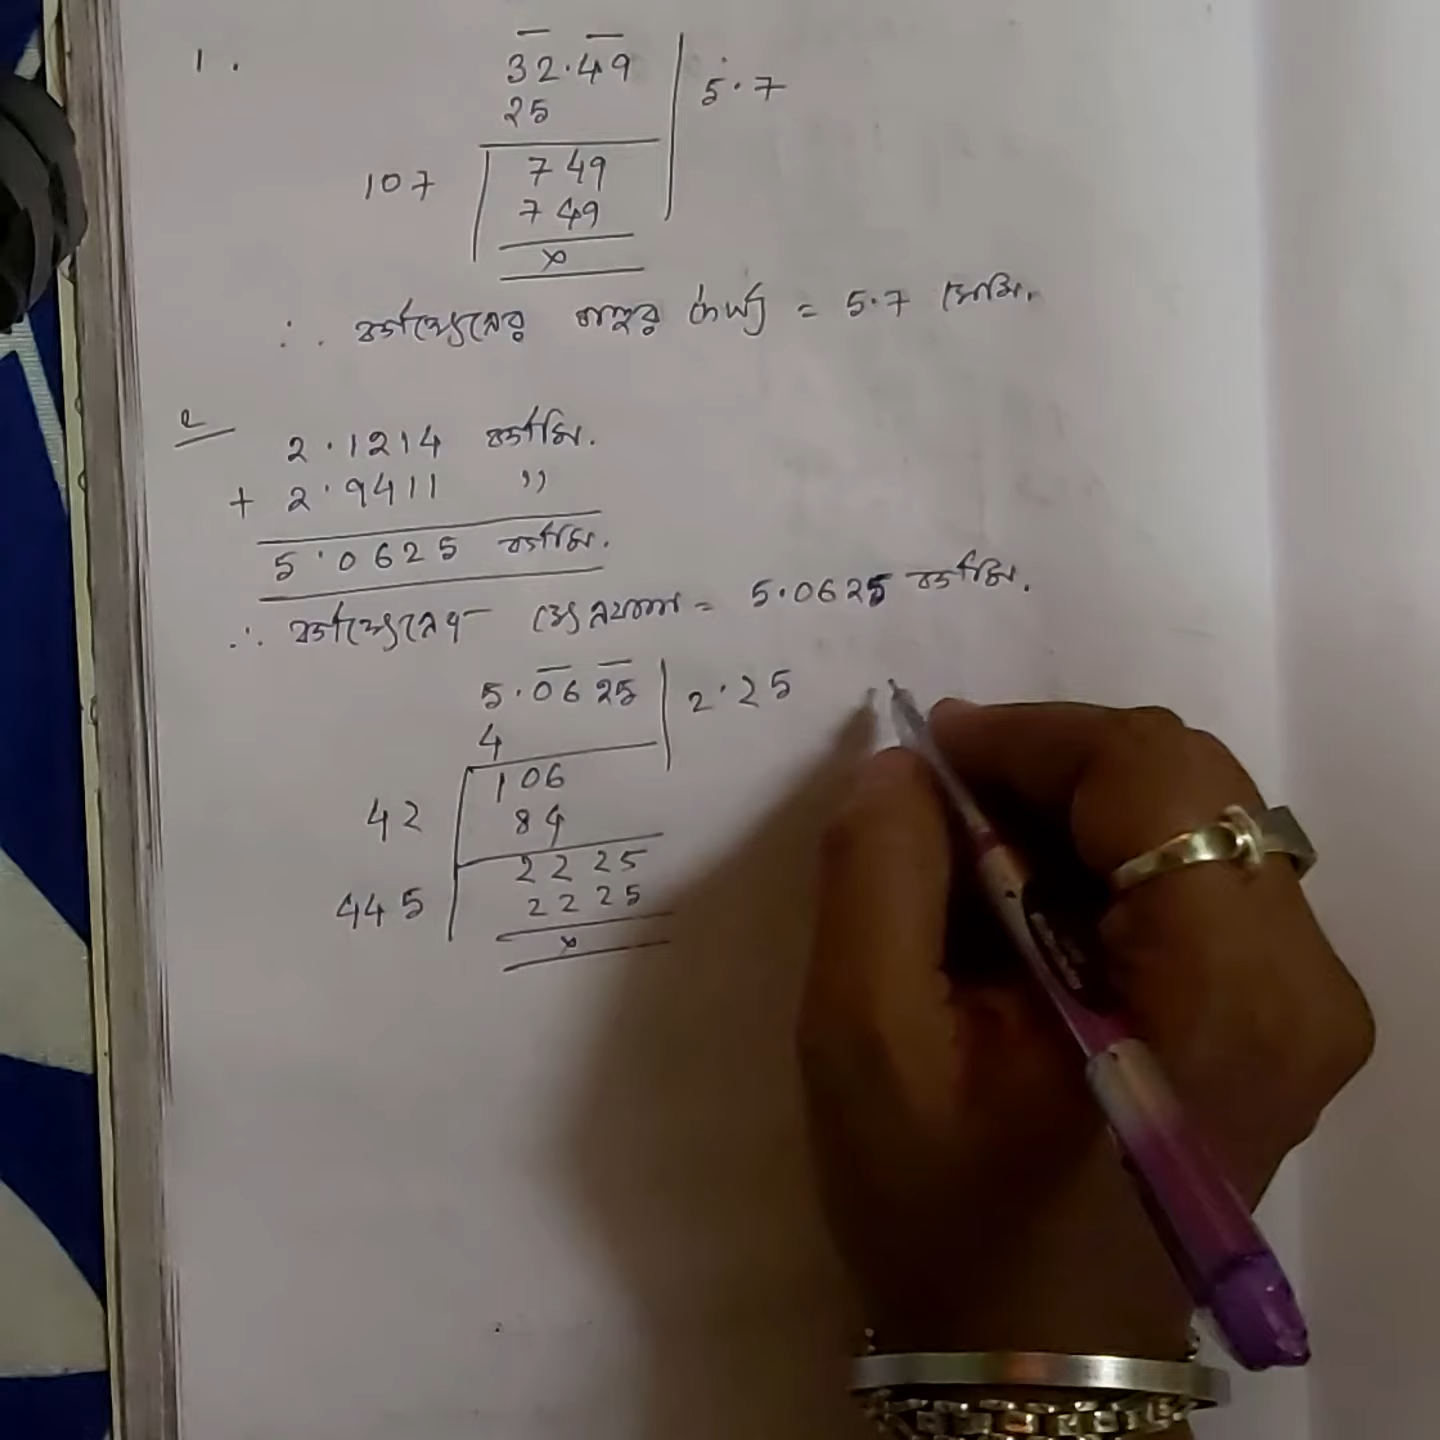 1.
32.49 | 5.7
25
107 | 749
749
×
∴ বর্গক্ষেত্রের বাহুর দৈর্ঘ্য = 5.7 সেমি.
২
2.1214 বর্গমি.
+ 2.9411 ,,
5.0625 বর্গমি.
∴ বর্গক্ষেত্রের ক্ষেত্রফল = 5.0625 বর্গমি.
5.0625 | 2.25
4
42 | 106
84
445 | 2225
2225
×